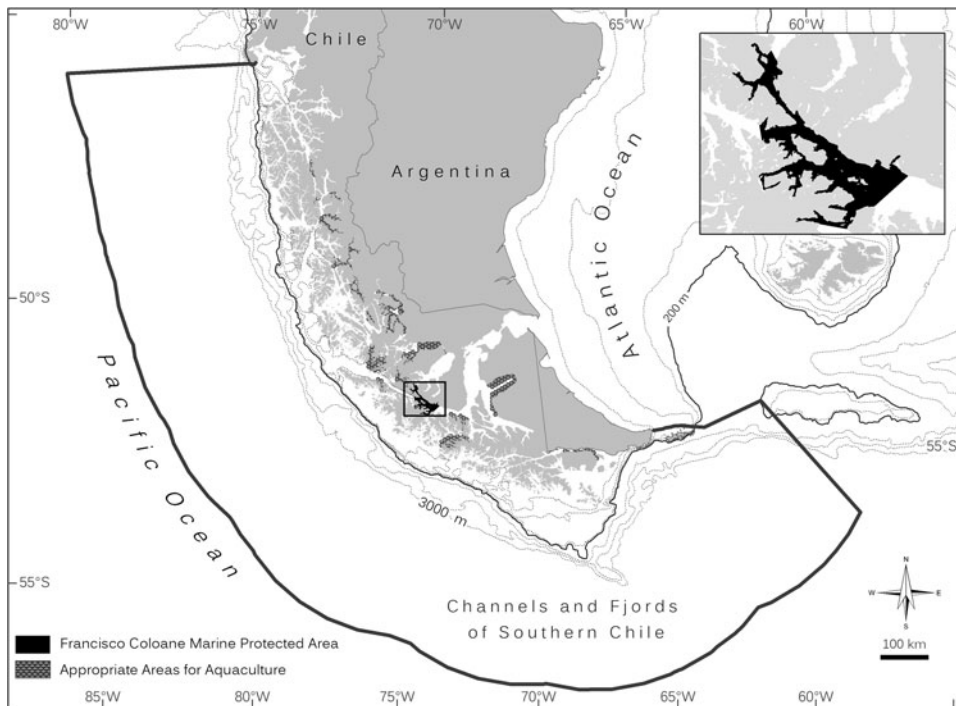 80°W
75°W
70°W
65°W
60°W
Chile
Argentina
Atlantic Ocean
200 m
50°S
Pacific Ocean
55°S
3000 m
55°S
Channels and Fjords
of Southern Chile
N
W
E
S
100 km
Francisco Coloane Marine Protected Area
Appropriate Areas for Aquaculture
85°W
80°W
75°W
70°W
65°W
60°W